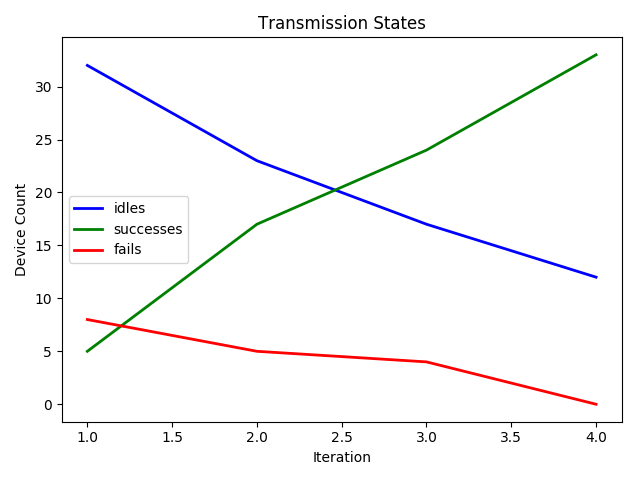 Transmission States
Device Count
30
25
20
15
10
5
0
idles
successes
fails
1.0 1.5 2.0 2.5 3.0 3.5 4.0
Iteration